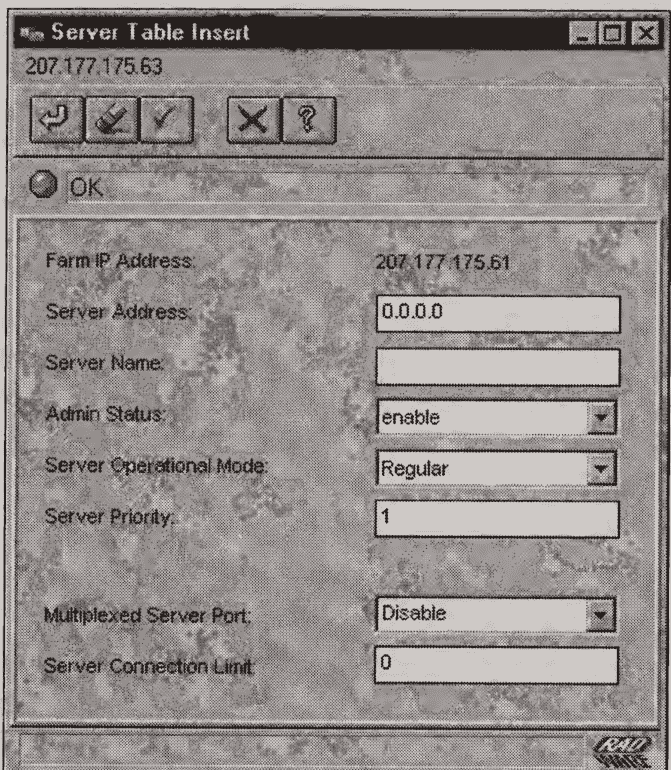 Server Table Insert
207.177.175.63
?
OK
Farm IP Address: 207.177.175.61
Server Address: 0.0.0.0
Server Name:
Admin Status: enable
Server Operational Mode: Regular
Server Priority: 1
Multiplexed Server Port: Disable
Server Connection Limit: 0
RAD